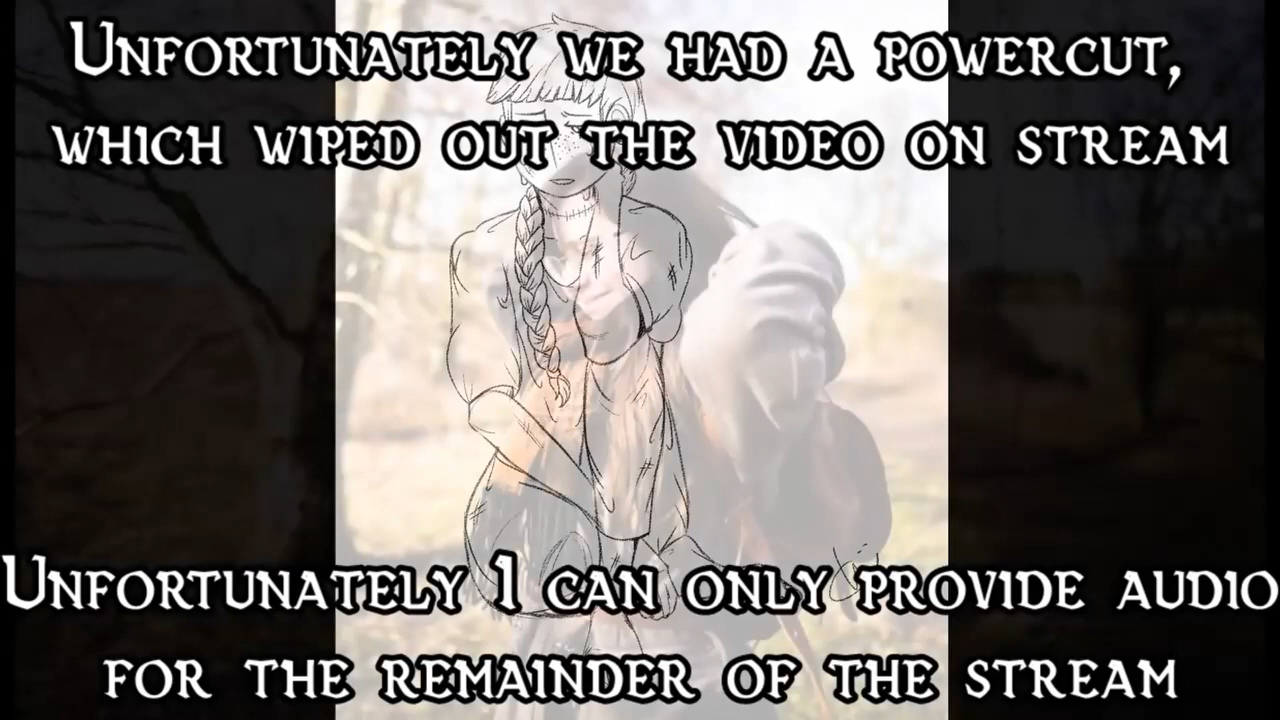 Unfortunately we had a powercut,
which wiped out the video on stream
Unfortunately I can only provide audio
for the remainder of the stream